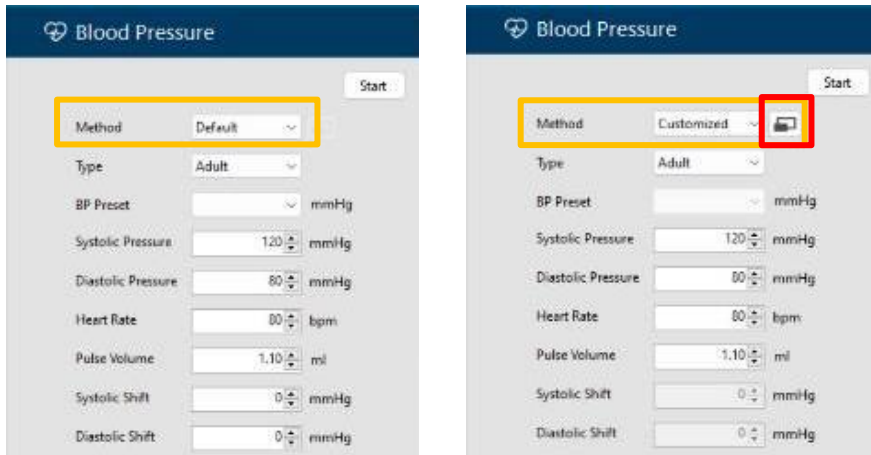 Blood Pressure
Start
Method Default
Type Adult
BP Preset mmHg
Systolic Pressure 120 mmHg
Diastolic Pressure 80 mmHg
Heart Rate 80 bpm
Pulse Volume 1.10 ml
Systolic Shift 0 mmHg
Diastolic Shift 0 mmHg
Blood Pressure
Start
Method Customized
Type Adult
BP Preset mmHg
Systolic Pressure 120 mmHg
Diastolic Pressure 80 mmHg
Heart Rate 80 bpm
Pulse Volume 1.10 ml
Systolic Shift 0 mmHg
Diastolic Shift 0 mmHg